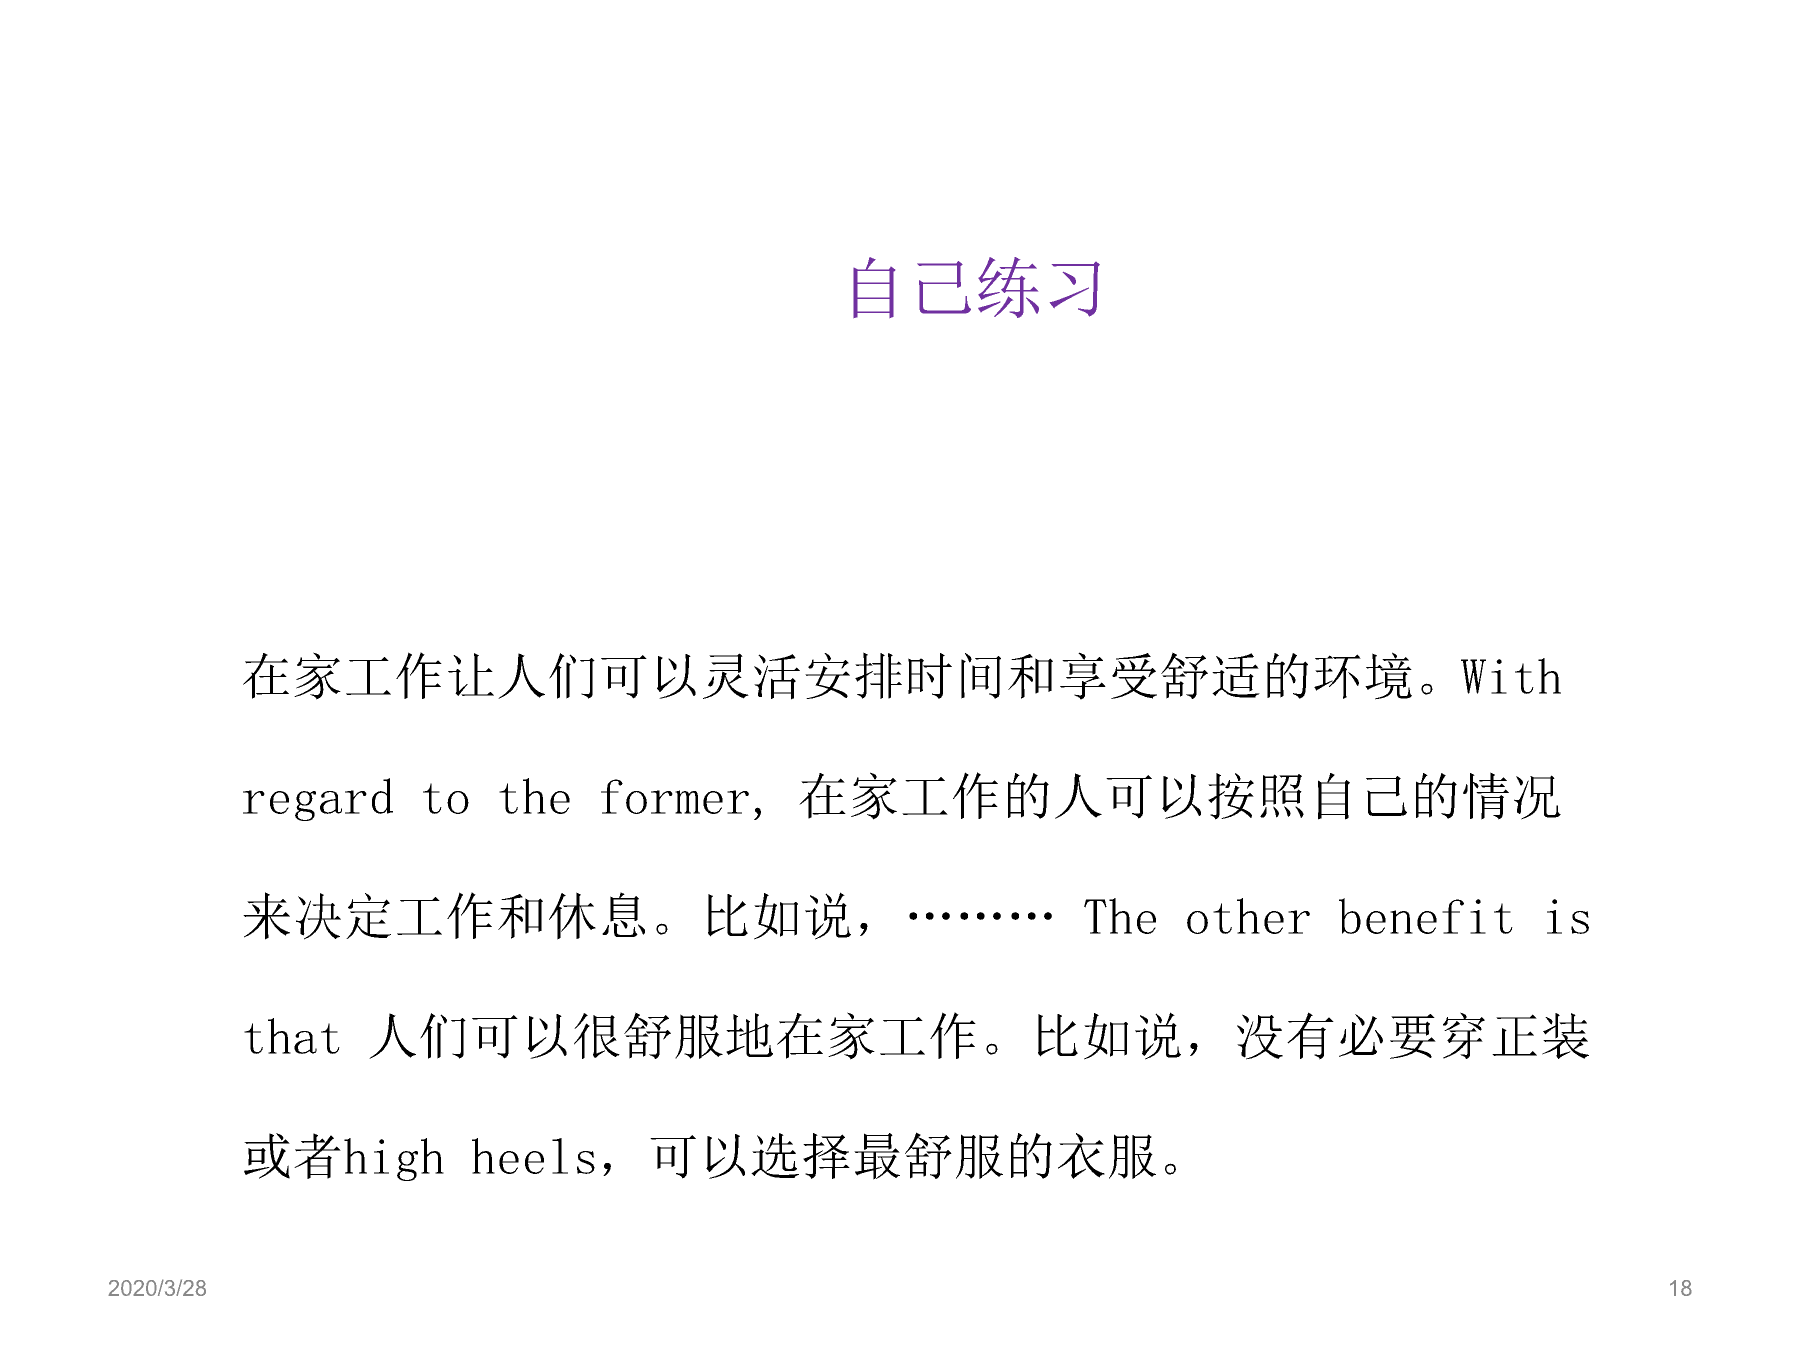 自己练习
在家工作让人们可以灵活安排时间和享受舒适的环境。With
regard to the former, 在家工作的人可以按照自己的情况
来决定工作和休息。比如说，……… The other benefit is
that 人们可以很舒服地在家工作。比如说，没有必要穿正装
或者high heels，可以选择最舒服的衣服。
2020/3/28
18